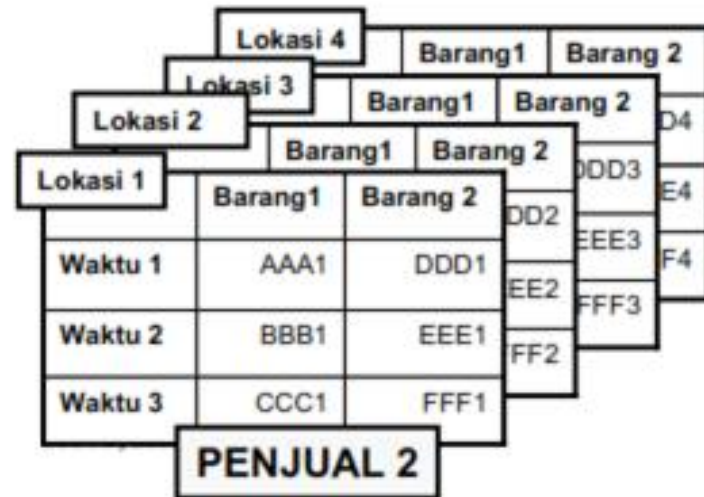 Lokasi 4 Barang1 Barang 2
Lokasi 3 Barang1 Barang 2
Lokasi 2 Barang1 Barang 2
Lokasi 1 Barang1 Barang 2
Waktu 1 AAA1 DDD1 DD2 DDD3 D4
Waktu 2 BBB1 EEE1 EE2 EEE3 E4
Waktu 3 CCC1 FFF1 FF2 FFF3 F4
PENJUAL 2